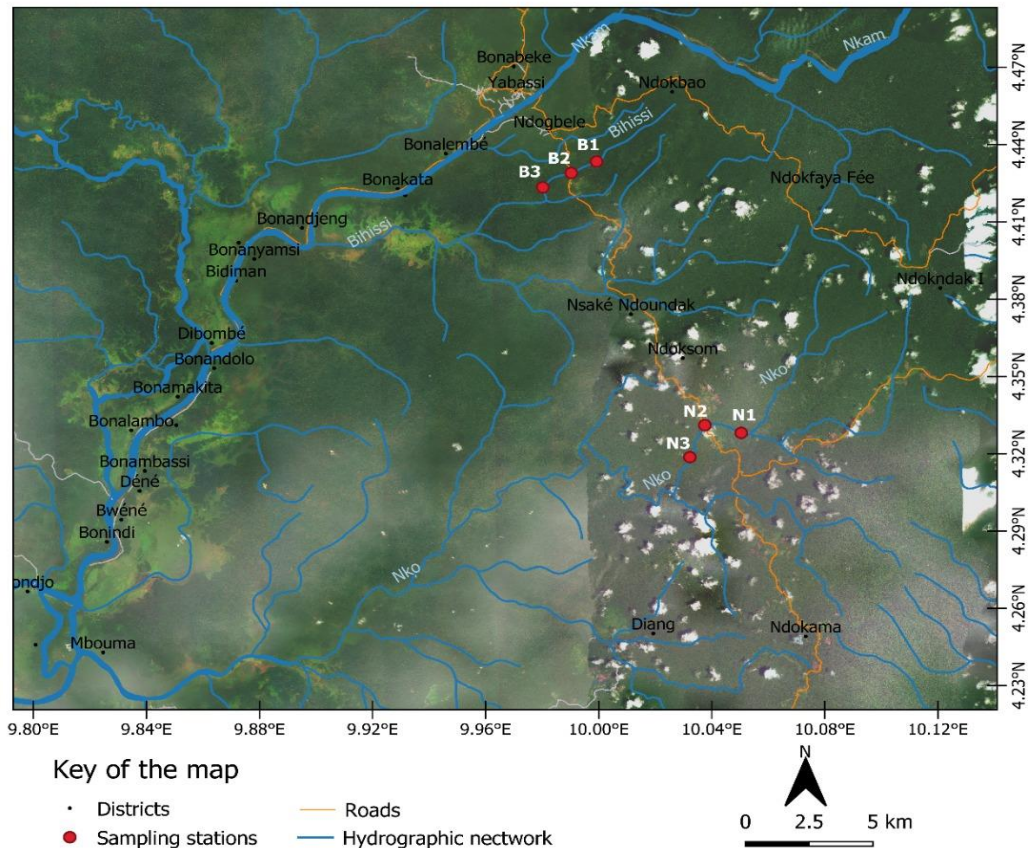 Nkam
Nkam
Bonabeke
Yabassi
Ndokbao
Ndogbele
Bihissi
Bonalembé
B1
B2
B3
Bonakata
Ndokfaya Fée
Bonandjeng
Bihissi
Bonanyamsi
Bidiman
Ndokndak I
Nsaké Ndoundak
Dibombé
Ndoksom
Bonandolo
Nko
Bonamakita
Bonalambo
N2
N1
N3
Bonambassi
Nko
Déné
Bwéné
Bonindi
Nko
ondjo
Diang
Ndokama
Mbouma
4.47°N
4.44°N
4.41°N
4.38°N
4.35°N
4.32°N
4.29°N
4.26°N
4.23°N
9.80°E 9.84°E 9.88°E 9.92°E 9.96°E 10.00°E 10.04°E 10.08°E 10.12°E
Key of the map
N
Districts Roads
Sampling stations Hydrographic nectwork
0 2.5 5 km